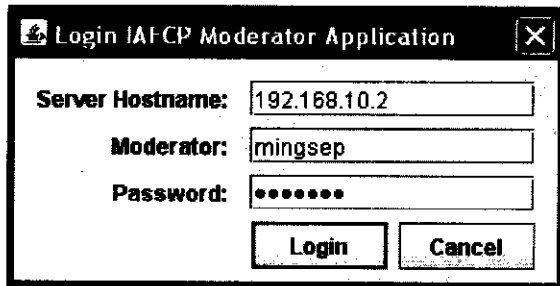 Login IAFCP Moderator Application
Server Hostname: 192.168.10.2
Moderator: mingsep
Password: •••••••
Login Cancel